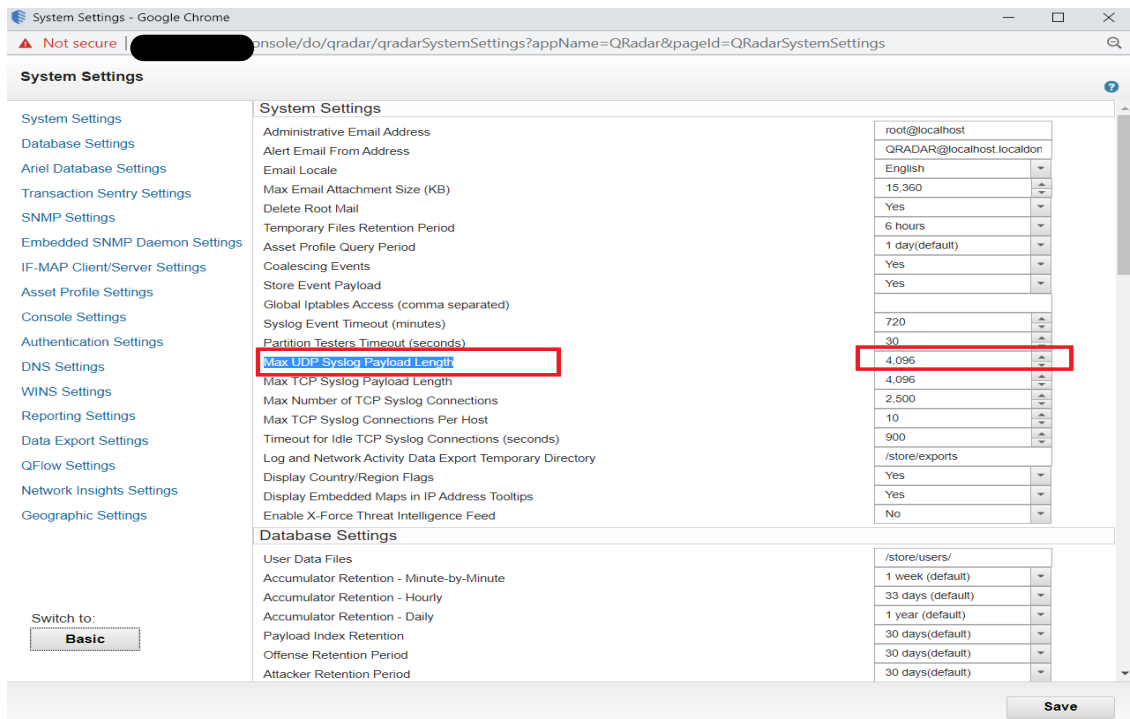 System Settings - Google Chrome
Not secure | onsole/do/qradar/qradarSystemSettings?appName=QRadar&pageId=QRadarSystemSettings
System Settings
System Settings
Database Settings
Ariel Database Settings
Transaction Sentry Settings
SNMP Settings
Embedded SNMP Daemon Settings
IF-MAP Client/Server Settings
Asset Profile Settings
Console Settings
Authentication Settings
DNS Settings
WINS Settings
Reporting Settings
Data Export Settings
QFlow Settings
Network Insights Settings
Geographic Settings
Switch to:
Basic
System Settings
Administrative Email Address root@localhost
Alert Email From Address QRADAR@localhost.localdon
Email Locale English
Max Email Attachment Size (KB) 15,360
Delete Root Mail Yes
Temporary Files Retention Period 6 hours
Asset Profile Query Period 1 day(default)
Coalescing Events Yes
Store Event Payload Yes
Global Iptables Access (comma separated)
Syslog Event Timeout (minutes) 720
Partition Testers Timeout (seconds) 30
Max UDP Syslog Payload Length 4,096
Max TCP Syslog Payload Length 4,096
Max Number of TCP Syslog Connections 2,500
Max TCP Syslog Connections Per Host 10
Timeout for Idle TCP Syslog Connections (seconds) 900
Log and Network Activity Data Export Temporary Directory /store/exports
Display Country/Region Flags Yes
Display Embedded Maps in IP Address Tooltips Yes
Enable X-Force Threat Intelligence Feed No
Database Settings
User Data Files /store/users/
Accumulator Retention - Minute-by-Minute 1 week (default)
Accumulator Retention - Hourly 33 days (default)
Accumulator Retention - Daily 1 year (default)
Payload Index Retention 30 days(default)
Offense Retention Period 30 days(default)
Attacker Retention Period 30 days(default)
Save